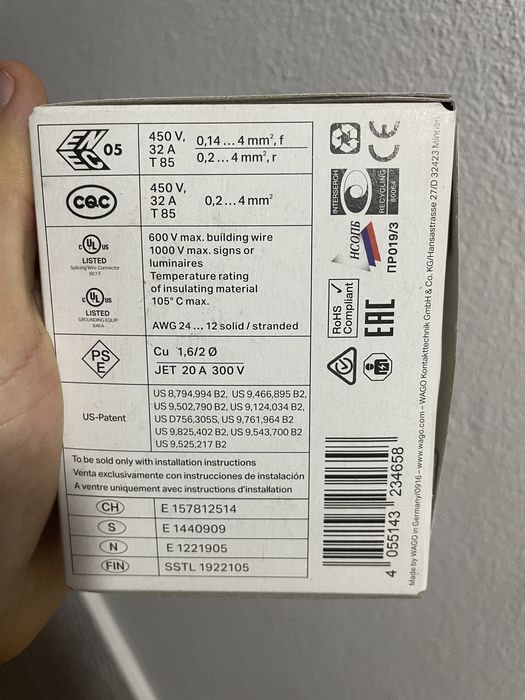 ENEC 05
450 V,
32 A
T 85
0,14 ... 4 mm², f
0,2 ... 4 mm², r
CQC
450 V,
32 A
T 85
0,2 ... 4 mm²
C UL US
LISTED
Splicing Wire Connector
667 F
C UL US
LISTED
GROUNDING EQUIP
64KA
600 V max. building wire
1000 V max. signs or
luminaires
Temperature rating
of insulating material
105° C max.
AWG 24 ... 12 solid / stranded
PS
E
Cu 1,6/2 Ø
JET 20 A 300 V
US-Patent
US 8,794,994 B2, US 9,466,895 B2,
US 9,502,790 B2, US 9,124,034 B2,
US D756,305S, US 9,761,964 B2
US 9,825,402 B2, US 9,543,700 B2
US 9,525,217 B2
To be sold only with installation instructions
Venta exclusivamente con instrucciones de instalación
A vendre uniquement avec instructions d'installation
CH E 157812514
S E 1440909
N E 1221905
FIN SSTL 1922105
CE
INTERSEROH
RECYCLING
80064
НСОПБ
ПР019/3
RoHS
Compliant
EAC
4 055143 234658
Made by WAGO in Germany/0916 – www.wago.com – WAGO Kontakttechnik GmbH & Co. KG/Hansastrasse 27/D 32423 Minden